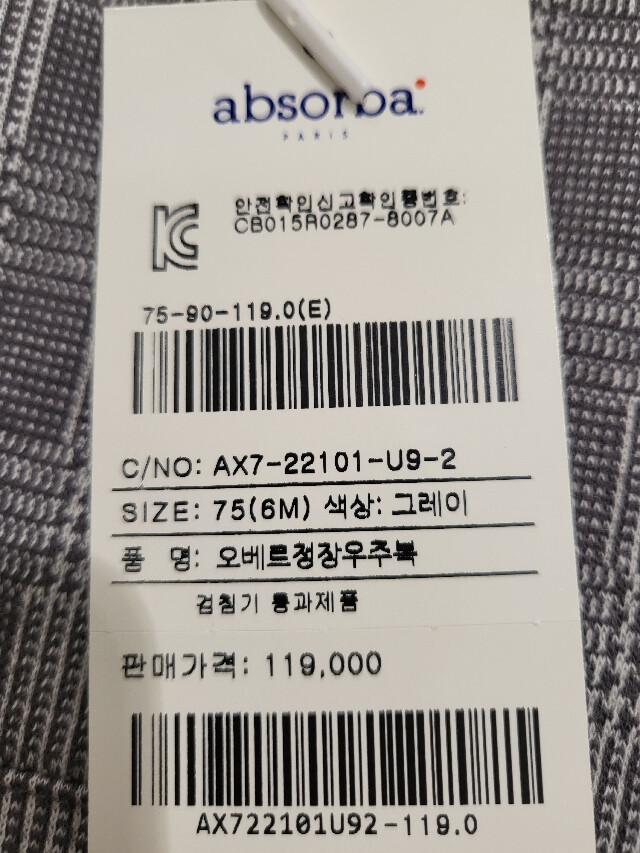 absorba
PARIS
안전확인신고확인증번호:
CB015R0287-8007A
75-90-119.0(E)
C/NO: AX7-22101-U9-2
SIZE: 75(6M) 색상: 그레이
품 명: 오베르정장우주복
검침기 통과제품
판매가격: 119,000
AX722101U92-119.0